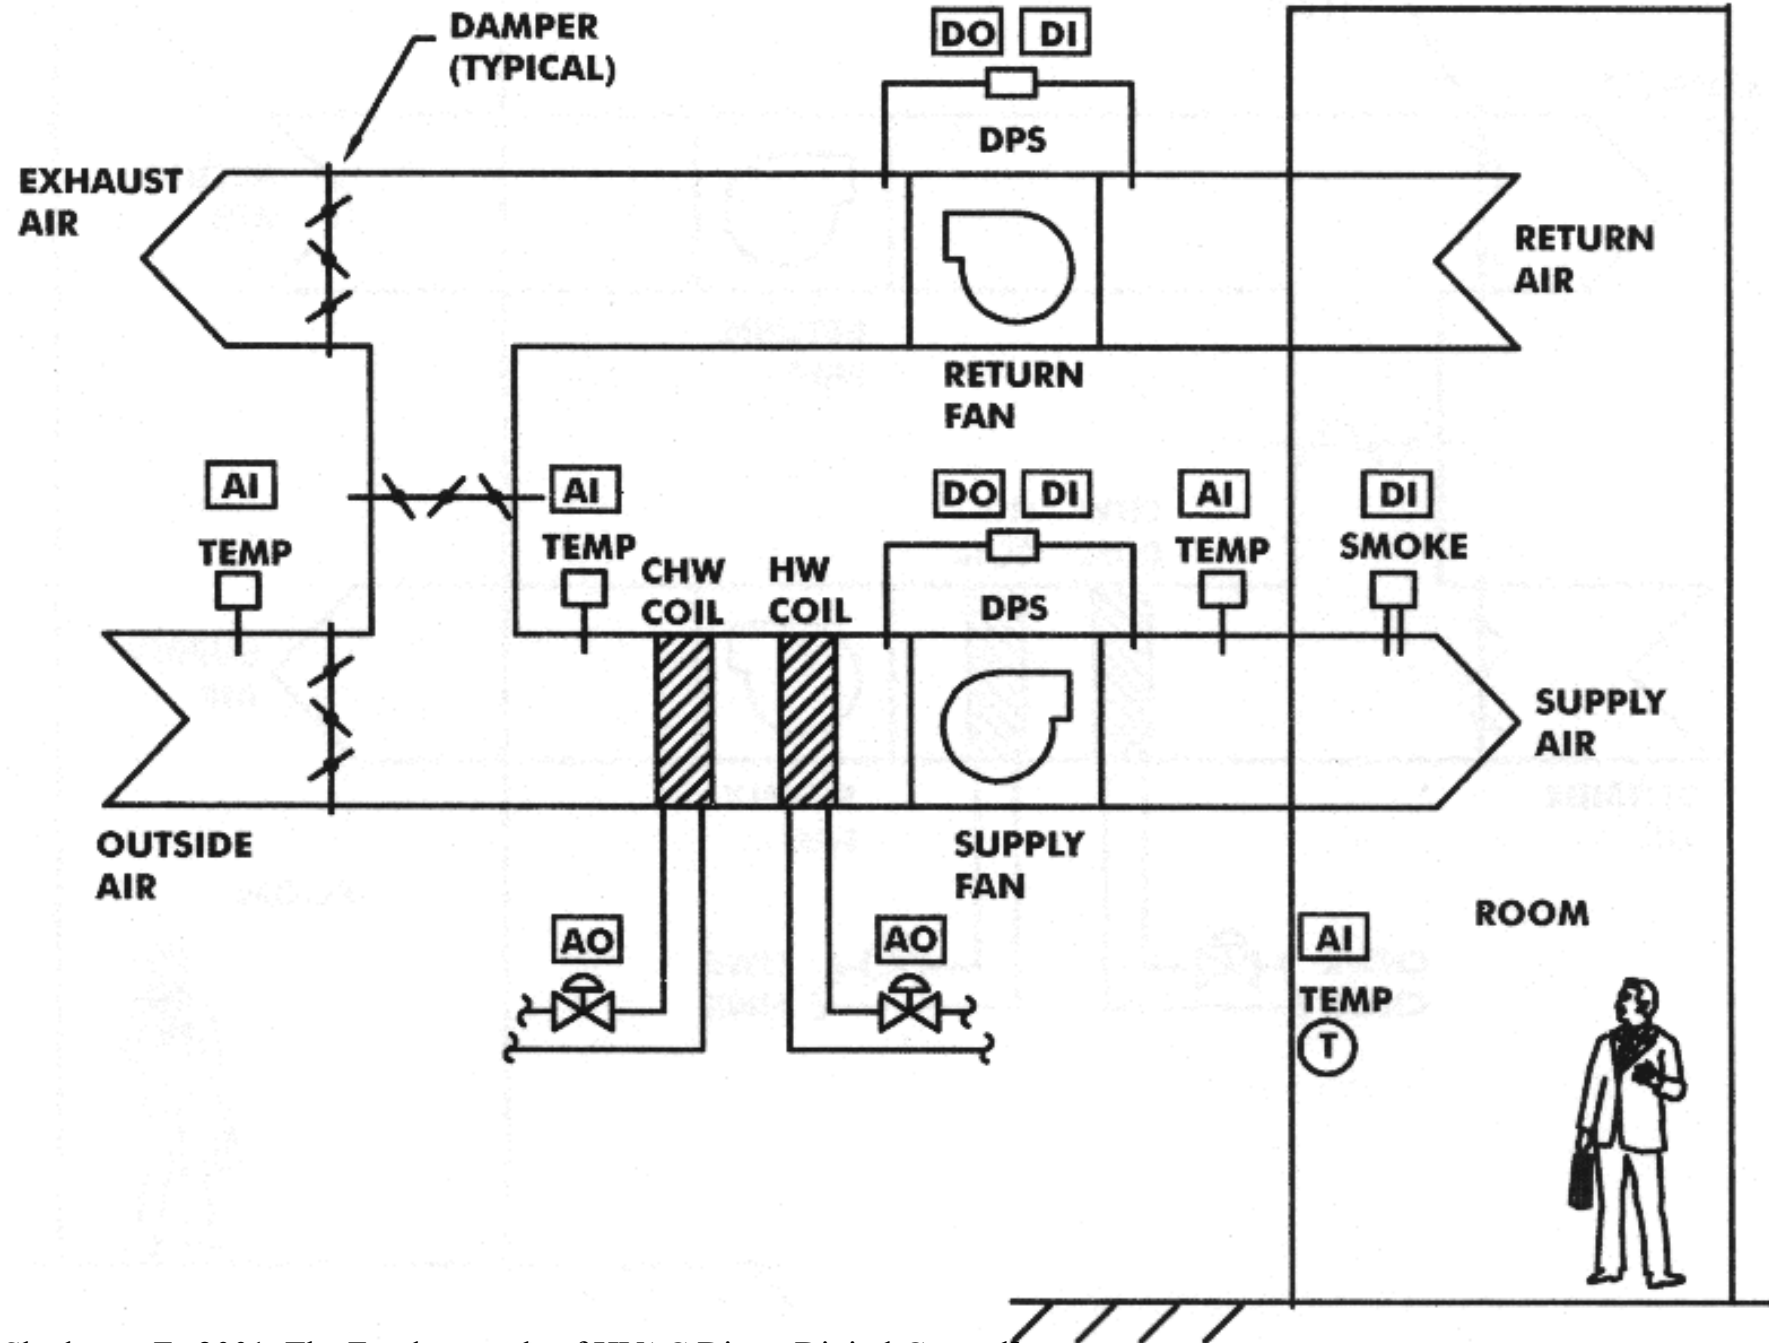 DAMPER
(TYPICAL)
DO DI
DPS
EXHAUST
AIR
RETURN
AIR
RETURN
FAN
AI
TEMP
AI
TEMP
CHW
COIL
HW
COIL
DO DI
DPS
AI
TEMP
DI
SMOKE
SUPPLY
AIR
OUTSIDE
AIR
SUPPLY
FAN
AO
AO
ROOM
AI
TEMP
T